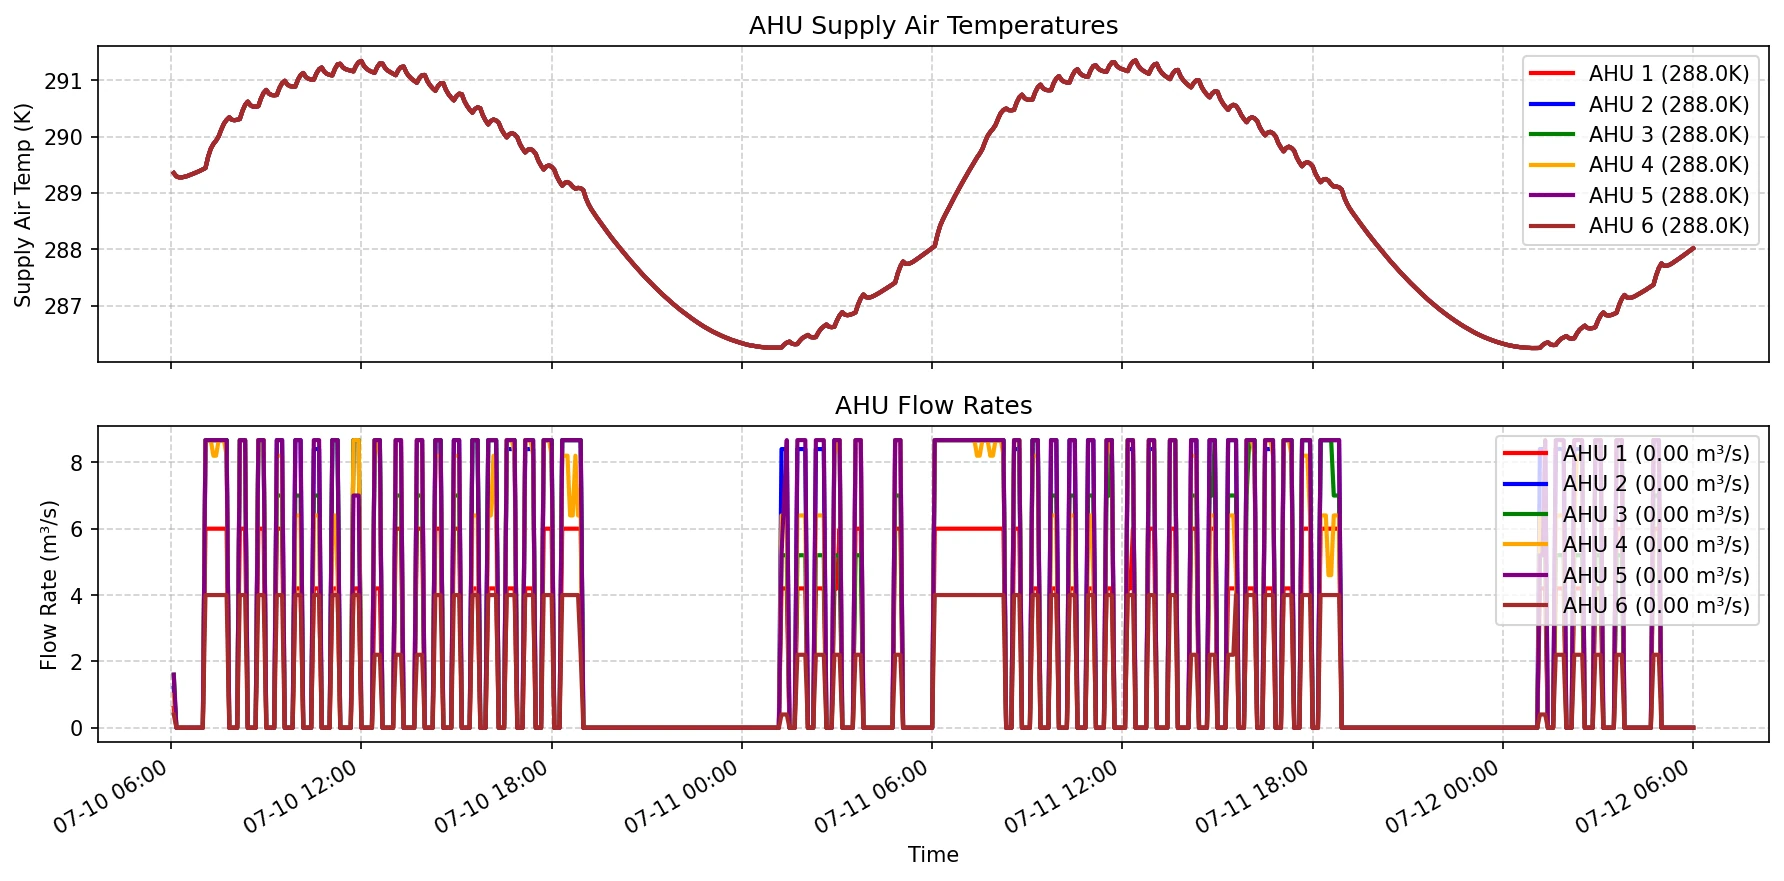 AHU Supply Air Temperatures
Supply Air Temp (K)
291
290
289
288
287
AHU 1 (288.0K)
AHU 2 (288.0K)
AHU 3 (288.0K)
AHU 4 (288.0K)
AHU 5 (288.0K)
AHU 6 (288.0K)
AHU Flow Rates
Flow Rate (m³/s)
8
6
4
2
0
AHU 1 (0.00 m³/s)
AHU 2 (0.00 m³/s)
AHU 3 (0.00 m³/s)
AHU 4 (0.00 m³/s)
AHU 5 (0.00 m³/s)
AHU 6 (0.00 m³/s)
07-10 06:00
07-10 12:00
07-10 18:00
07-11 00:00
07-11 06:00
07-11 12:00
07-11 18:00
07-12 00:00
07-12 06:00
Time